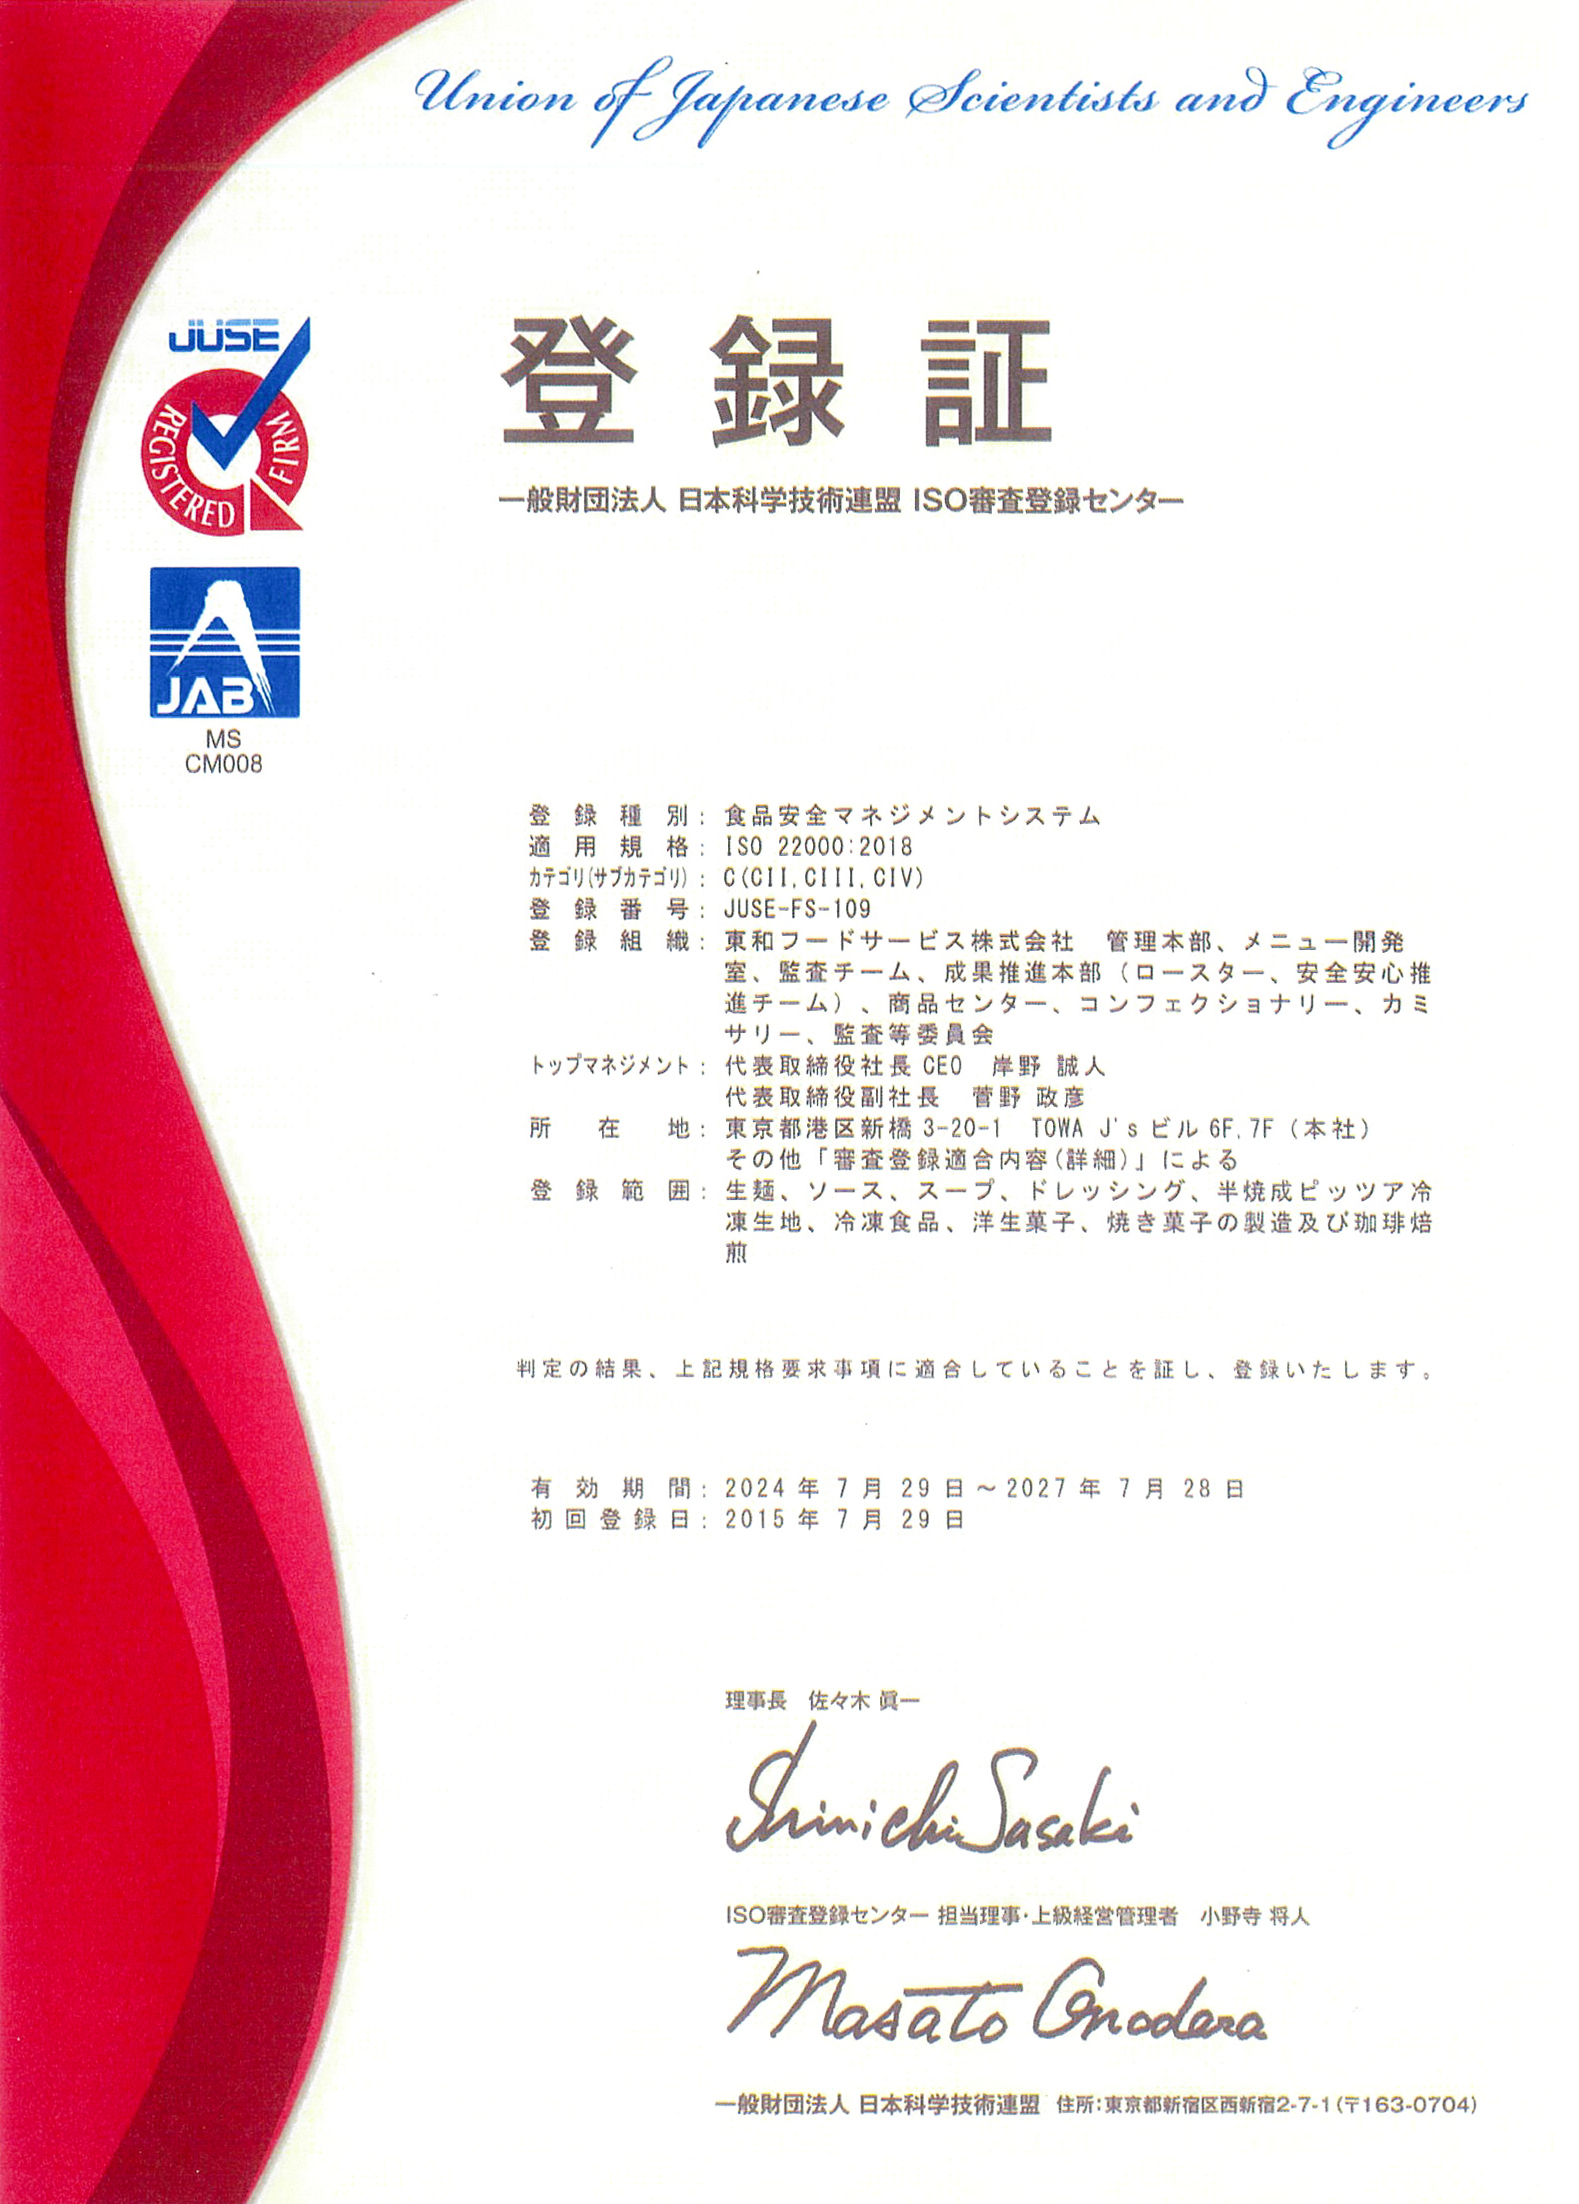 Union of Japanese Scientists and Engineers
JUSE
REGISTERED FIRM
JAB
MS
CM008
登録証
一般財団法人 日本科学技術連盟 ISO審査登録センター
登録種別: 食品安全マネジメントシステム
適用規格: ISO 22000:2018
カテゴリ(サブカテゴリ): C(CII,CIII,CIV)
登録番号: JUSE-FS-109
登録組織: 東和フードサービス株式会社　管理本部、メニュー開発
室、監査チーム、成果推進本部（ロースター、安全安心推
進チーム）、商品センター、コンフェクショナリー、カミ
サリー、監査等委員会
トップマネジメント: 代表取締役社長 CEO　岸野 誠人
代表取締役副社長　菅野 政彦
所在地: 東京都港区新橋 3-20-1　TOWA J's ビル 6F,7F（本社）
その他「審査登録適合内容(詳細)」による
登録範囲: 生麺、ソース、スープ、ドレッシング、半焼成ピッツア冷
凍生地、冷凍食品、洋生菓子、焼き菓子の製造及び珈琲焙
煎
判定の結果、上記規格要求事項に適合していることを証し、登録いたします。
有効期間: 2024 年 7 月 29 日～2027 年 7 月 28 日
初回登録日: 2015 年 7 月 29 日
理事長　佐々木 眞一
Shinichi Sasaki
ISO審査登録センター 担当理事・上級経営管理者　小野寺 将人
Masato Onodera
一般財団法人 日本科学技術連盟　住所：東京都新宿区西新宿2-7-1（〒163-0704）